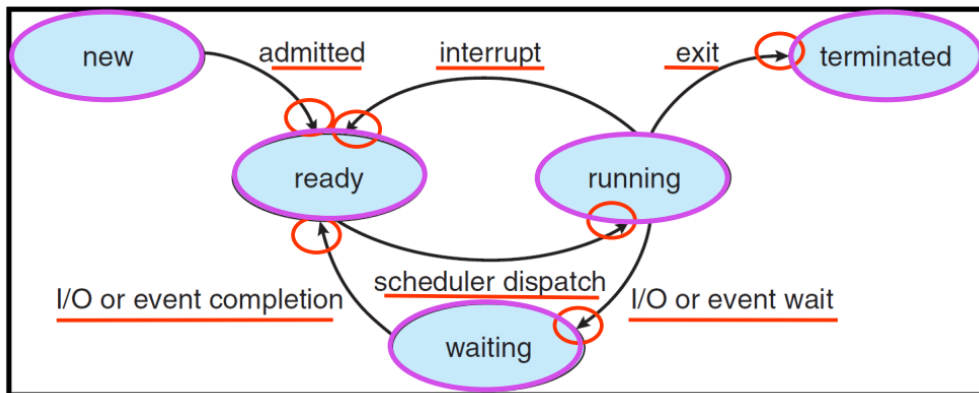 new
admitted
interrupt
exit
terminated
ready
running
I/O or event completion
scheduler dispatch
I/O or event wait
waiting